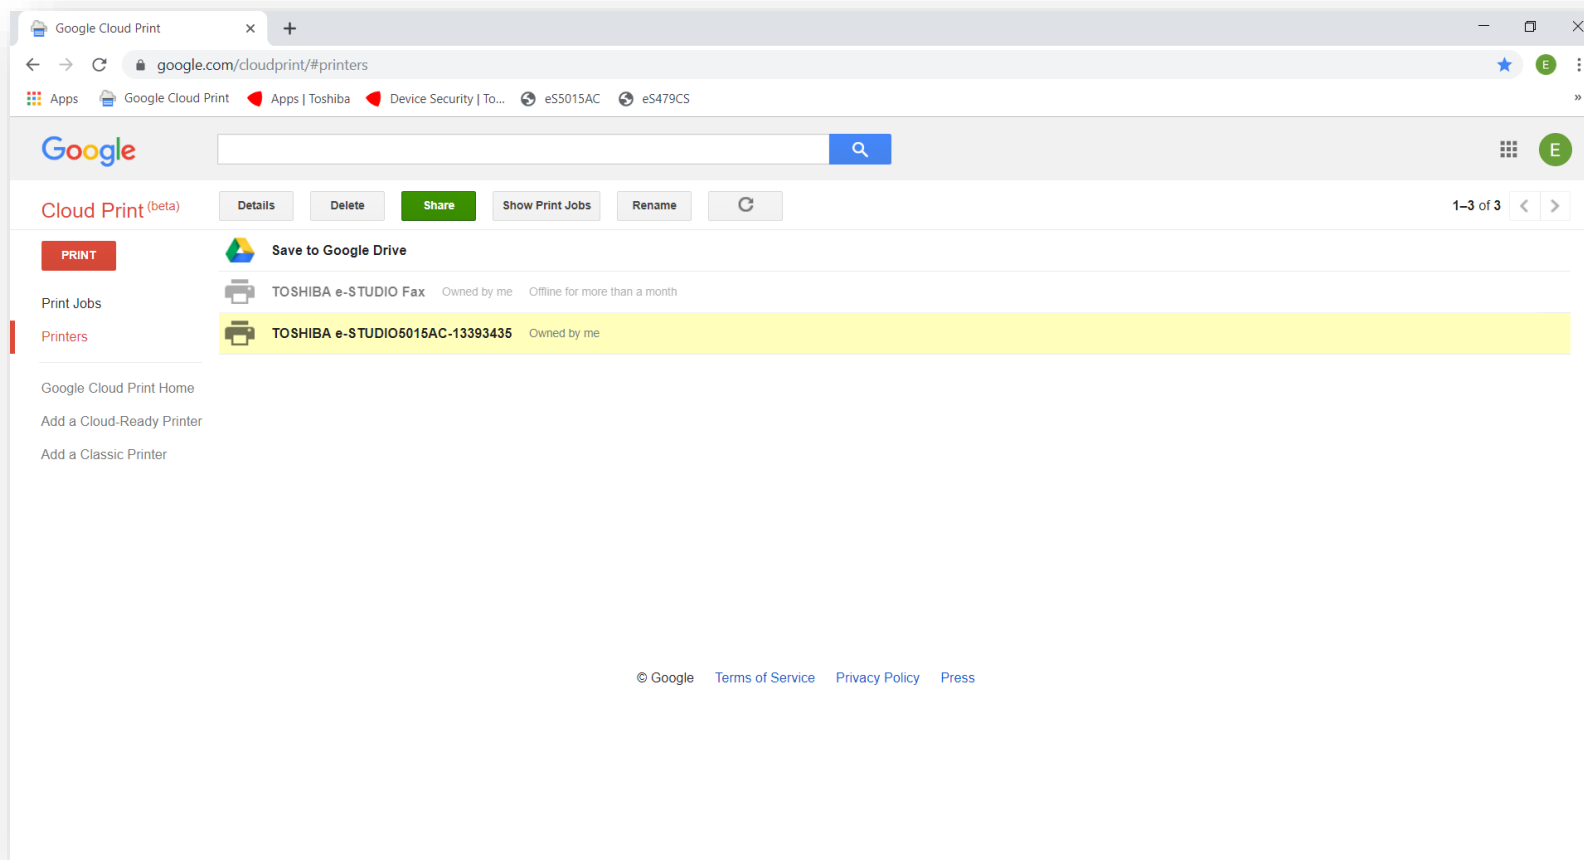 Google Cloud Print
google.com/cloudprint/#printers
E
Apps Google Cloud Print Apps | Toshiba Device Security | To... eS5015AC eS479CS »
Google
E
Cloud Print (beta) Details Delete Share Show Print Jobs Rename 1–3 of 3
PRINT
Save to Google Drive
TOSHIBA e-STUDIO Fax Owned by me Offline for more than a month
Print Jobs
TOSHIBA e-STUDIO5015AC-13393435 Owned by me
Printers
Google Cloud Print Home
Add a Cloud-Ready Printer
Add a Classic Printer
© Google Terms of Service Privacy Policy Press